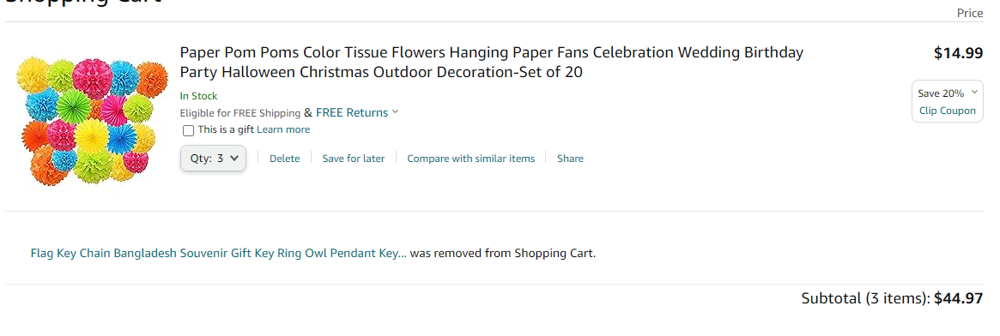 Shopping Cart
Price
Paper Pom Poms Color Tissue Flowers Hanging Paper Fans Celebration Wedding Birthday
Party Halloween Christmas Outdoor Decoration-Set of 20
$14.99
Save 20%
Clip Coupon
In Stock
Eligible for FREE Shipping & FREE Returns
This is a gift Learn more
Qty: 3
Delete
Save for later
Compare with similar items
Share
Flag Key Chain Bangladesh Souvenir Gift Key Ring Owl Pendant Key... was removed from Shopping Cart.
Subtotal (3 items): $44.97